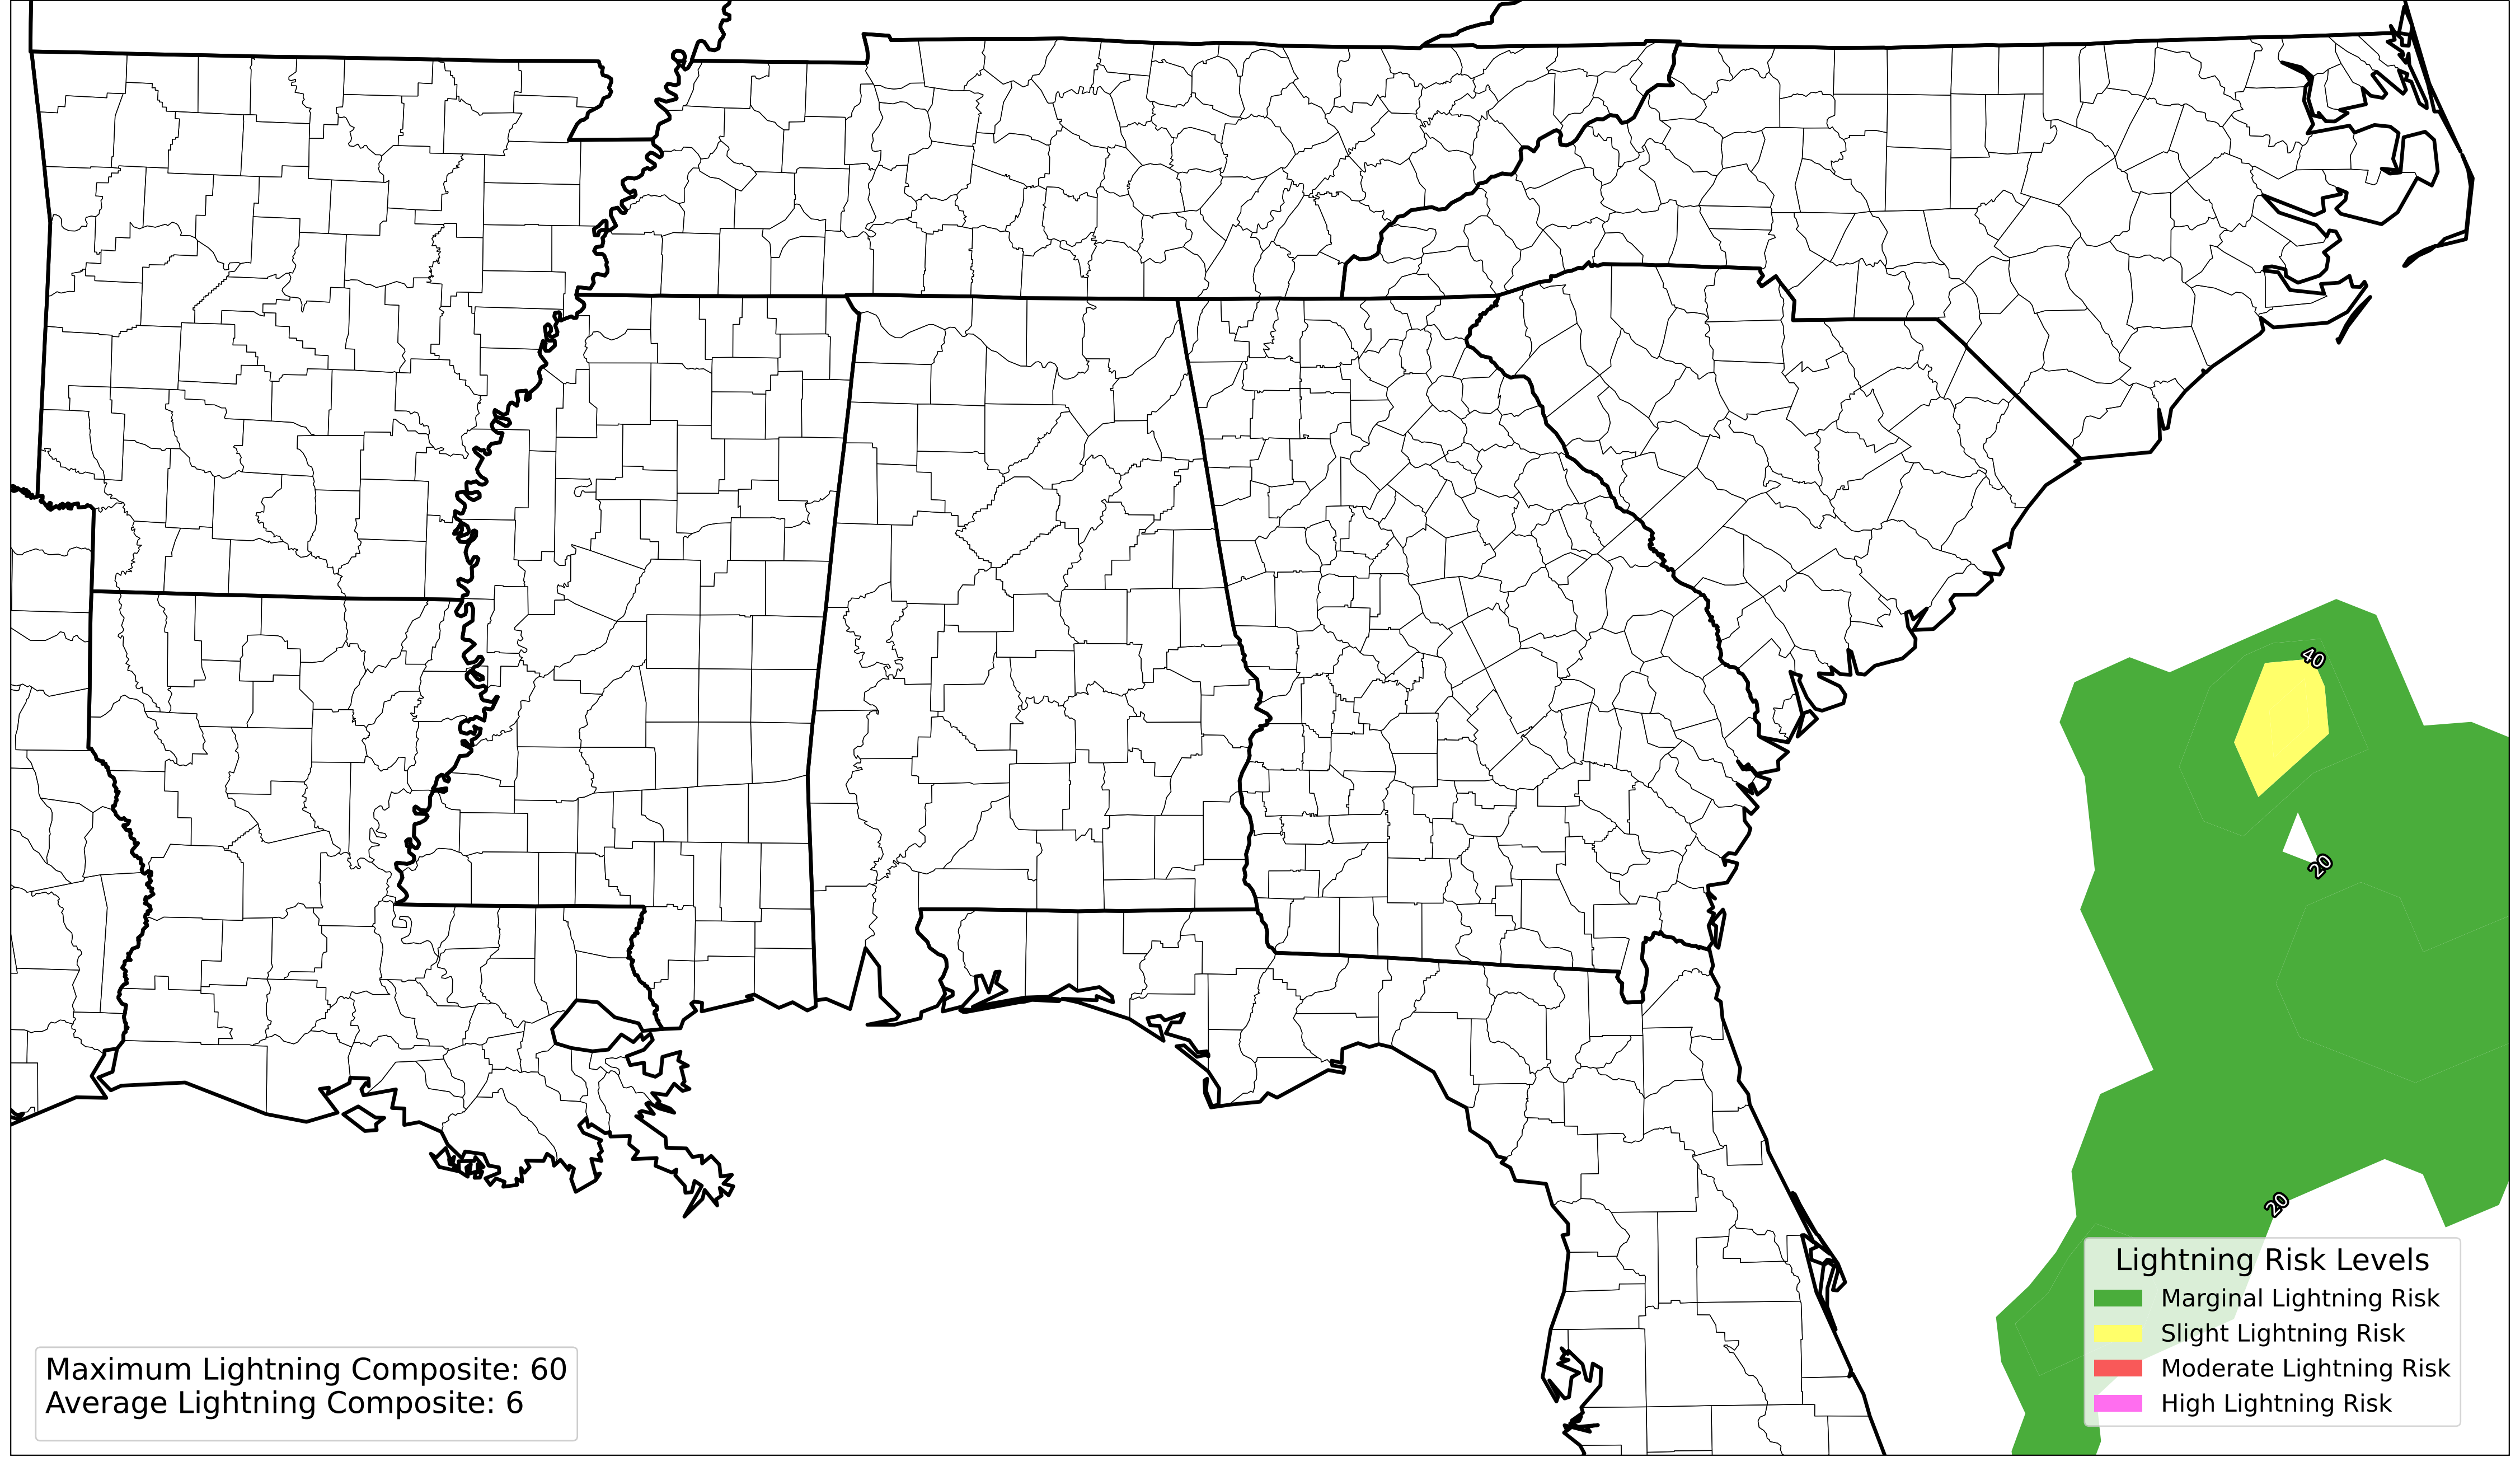 40
20
20
Lightning Risk Levels
Marginal Lightning Risk
Slight Lightning Risk
Moderate Lightning Risk
High Lightning Risk
Maximum Lightning Composite: 60
Average Lightning Composite: 6